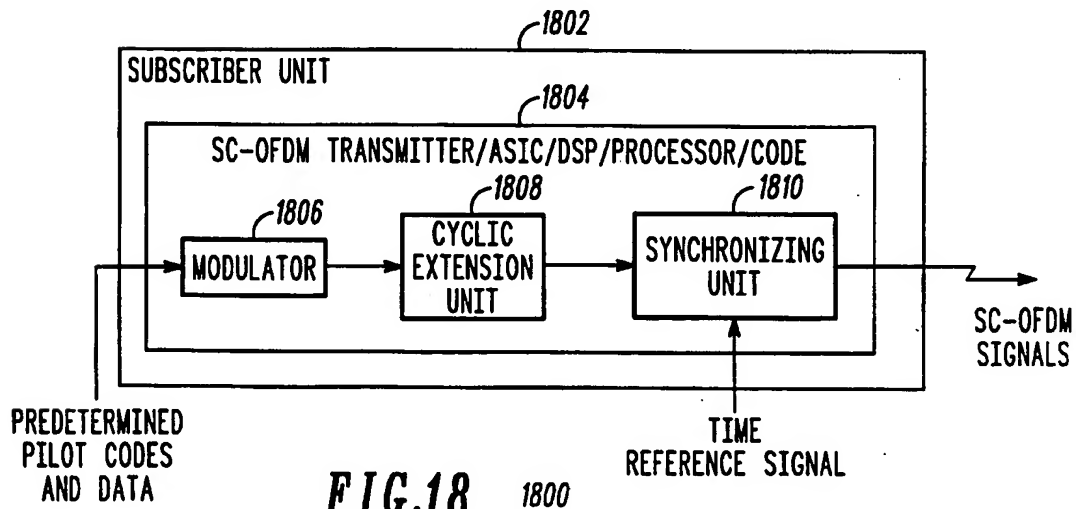 1802
SUBSCRIBER UNIT
1804
SC-OFDM TRANSMITTER/ASIC/DSP/PROCESSOR/CODE
1806
MODULATOR
1808
CYCLIC
EXTENSION
UNIT
1810
SYNCHRONIZING
UNIT
SC-OFDM
SIGNALS
PREDETERMINED
PILOT CODES
AND DATA
TIME
REFERENCE SIGNAL
FIG.18 1800